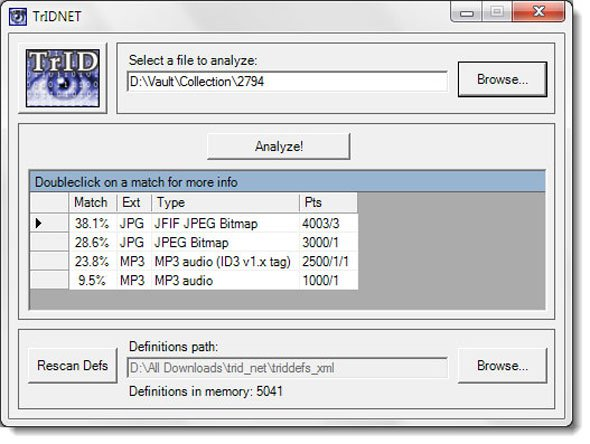 TrIDNET
TrID
Select a file to analyze:
D:\Vault\Collection\2794
Browse...
Analyze!
Doubleclick on a match for more info
Match Ext Type Pts
38.1% JPG JFIF JPEG Bitmap 4003/3
28.6% JPG JPEG Bitmap 3000/1
23.8% MP3 MP3 audio (ID3 v1.x tag) 2500/1/1
9.5% MP3 MP3 audio 1000/1
Rescan Defs
Definitions path:
D:\All Downloads\trid_net\triddefs_xml
Browse...
Definitions in memory: 5041